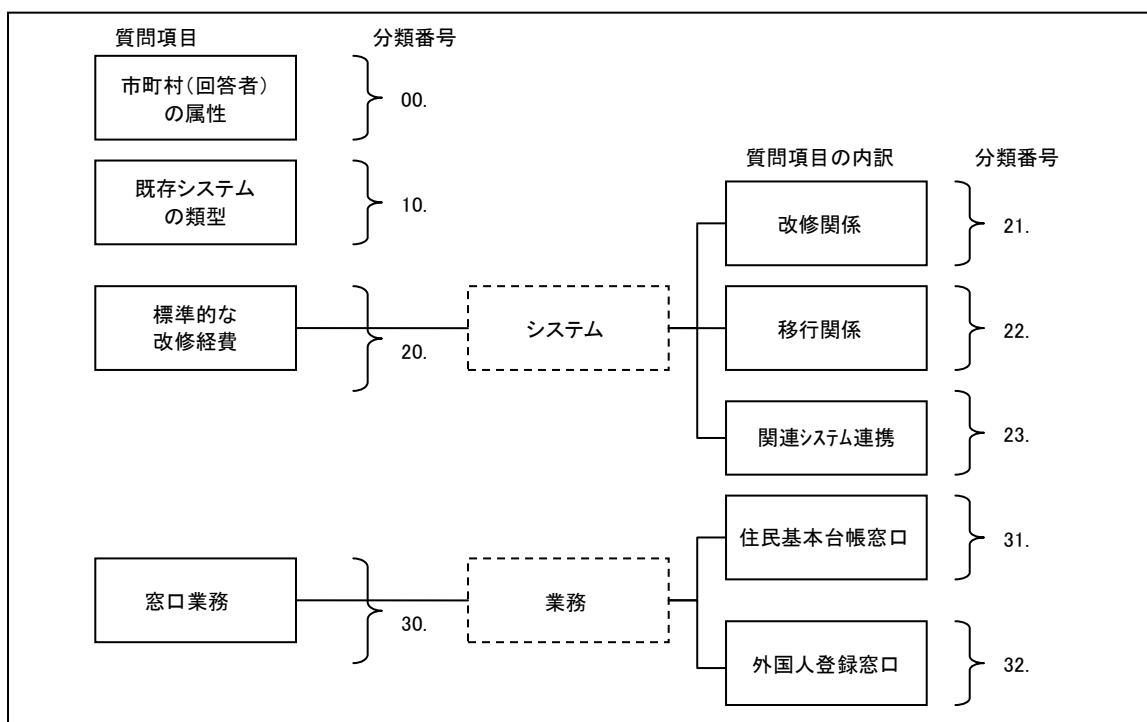 質問項目
分類番号
市町村（回答者）
の属性
00.
既存システム
の類型
10.
標準的な
改修経費
20.
システム
質問項目の内訳
分類番号
改修関係
21.
移行関係
22.
関連ｼｽﾃﾑ連携
23.
窓口業務
30.
業務
住民基本台帳窓口
31.
外国人登録窓口
32.